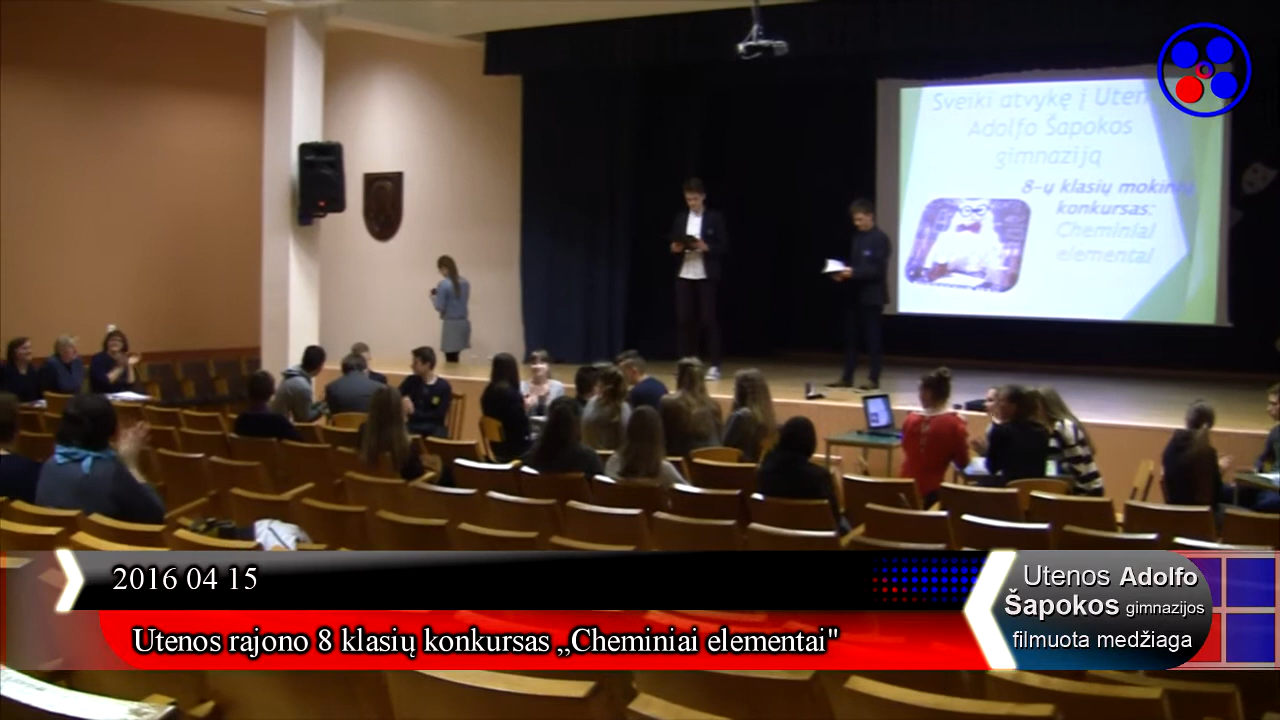 Sveiki atvykę į Uten
Adolfo Šapokos
gimnaziją
8-ų klasių mokinių
konkursas:
Cheminiai
elementai
2016 04 15
Utenos rajono 8 klasių konkursas ,,Cheminiai elementai"
Utenos Adolfo
Šapokos gimnazijos
filmuota medžiaga